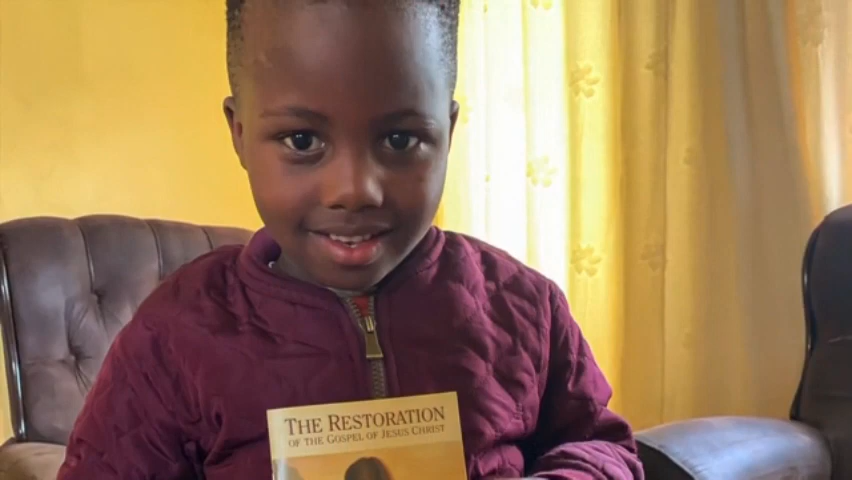 THE RESTORATION
OF THE GOSPEL OF JESUS CHRIST